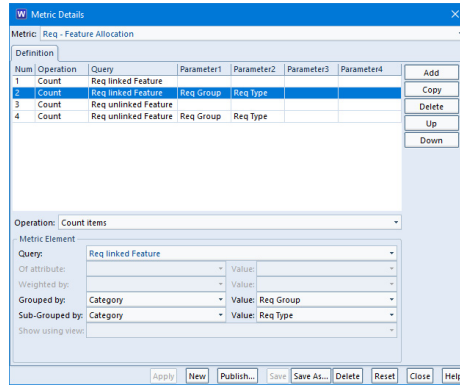 W Metric Details
Metric: Req - Feature Allocation
Definition
Num Operation Query Parameter1 Parameter2 Parameter3 Parameter4
1 Count Req linked Feature
2 Count Req linked Feature Req Group Req Type
3 Count Req unlinked Feature
4 Count Req unlinked Feature Req Group Req Type
Add
Copy
Delete
Up
Down
Operation: Count items
Metric Element
Query: Req linked Feature
Of attribute: Value:
Weighted by: Value:
Grouped by: Category Value: Req Group
Sub-Grouped by: Category Value: Req Type
Show using view:
Apply New Publish... Save Save As... Delete Reset Close Help